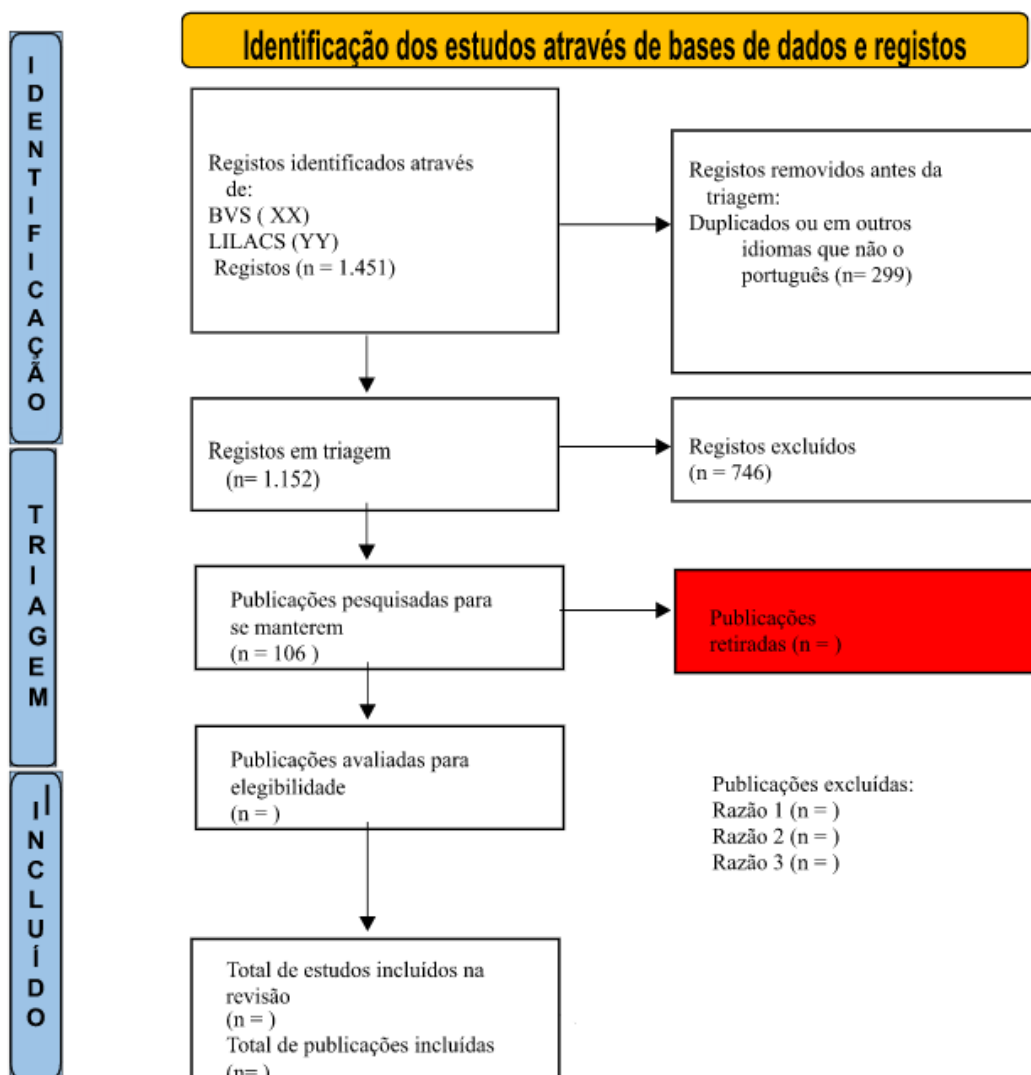 Identificação dos estudos através de bases de dados e registos
IDENTIFICAÇÃO
Registos identificados através
de:
BVS ( XX)
LILACS (YY)
Registos (n = 1.451)
Registos removidos antes da
triagem:
Duplicados ou em outros
idiomas que não o
português (n= 299)
TRIAGEM
Registos em triagem
(n= 1.152)
Registos excluídos
(n = 746)
Publicações pesquisadas para
se manterem
(n = 106 )
Publicações
retiradas (n = )
Publicações avaliadas para
elegibilidade
(n = )
Publicações excluídas:
Razão 1 (n = )
Razão 2 (n = )
Razão 3 (n = )
INCLUÍDO
Total de estudos incluídos na
revisão
(n = )
Total de publicações incluídas
(n= )